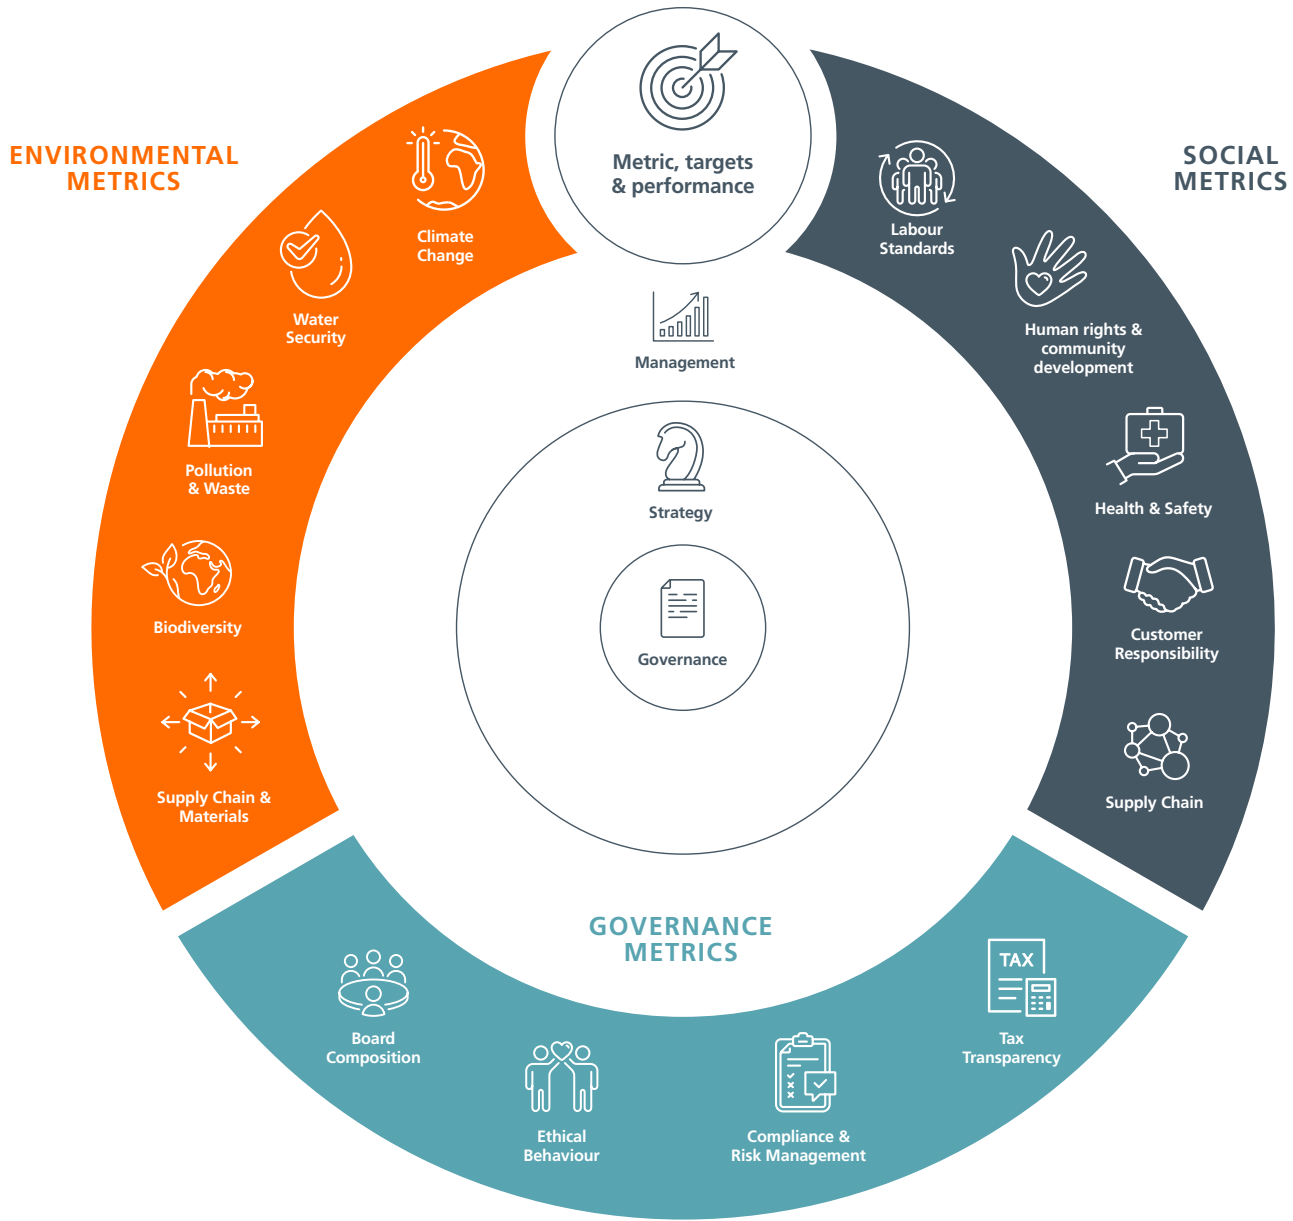 ENVIRONMENTAL
METRICS
Climate
Change
Water
Security
Pollution
& Waste
Biodiversity
Supply Chain &
Materials
Metric, targets
& performance
Management
Strategy
Governance
SOCIAL
METRICS
Labour
Standards
Human rights &
community
development
Health & Safety
Customer
Responsibility
Supply Chain
GOVERNANCE
METRICS
Board
Composition
Ethical
Behaviour
Compliance &
Risk Management
TAX
Tax
Transparency